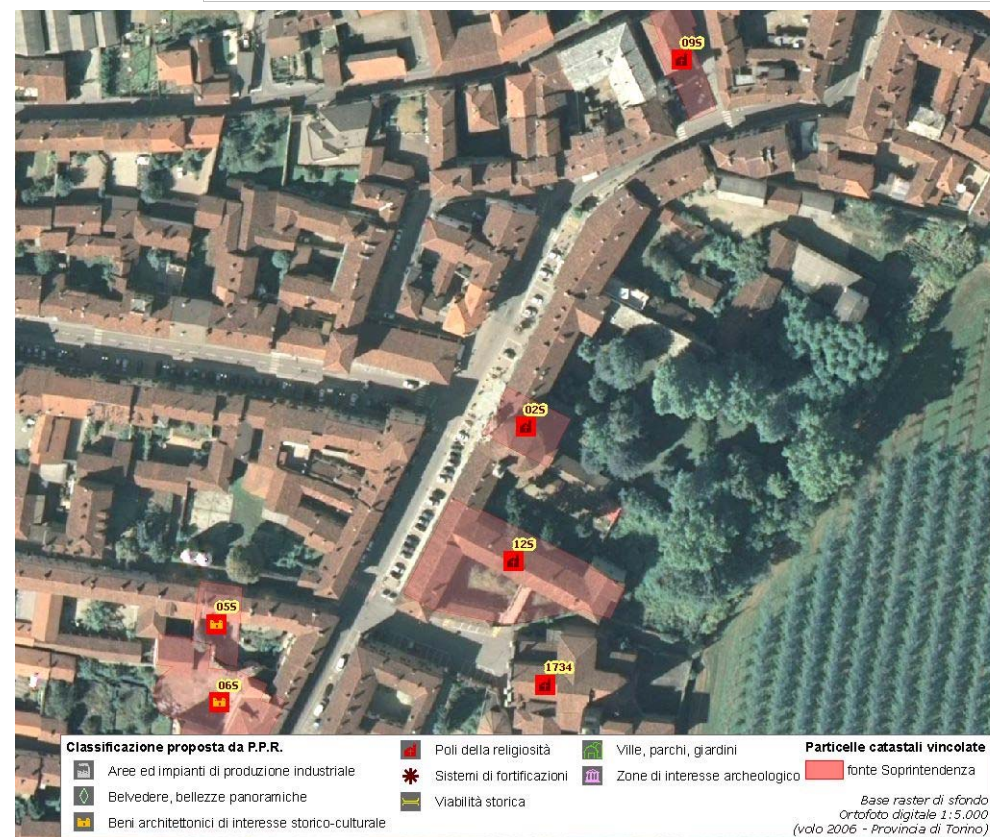 09S
02S
12S
05S
1734
06S
Classificazione proposta da P.P.R.
Aree ed impianti di produzione industriale
Belvedere, bellezze panoramiche
Beni architettonici di interesse storico-culturale
Poli della religiosità
Sistemi di fortificazioni
Viabilità storica
Ville, parchi, giardini
Zone di interesse archeologico
Particelle catastali vincolate
fonte Soprintendenza
Base raster di sfondo
Ortofoto digitale 1:5.000
(volo 2006 - Provincia di Torino)